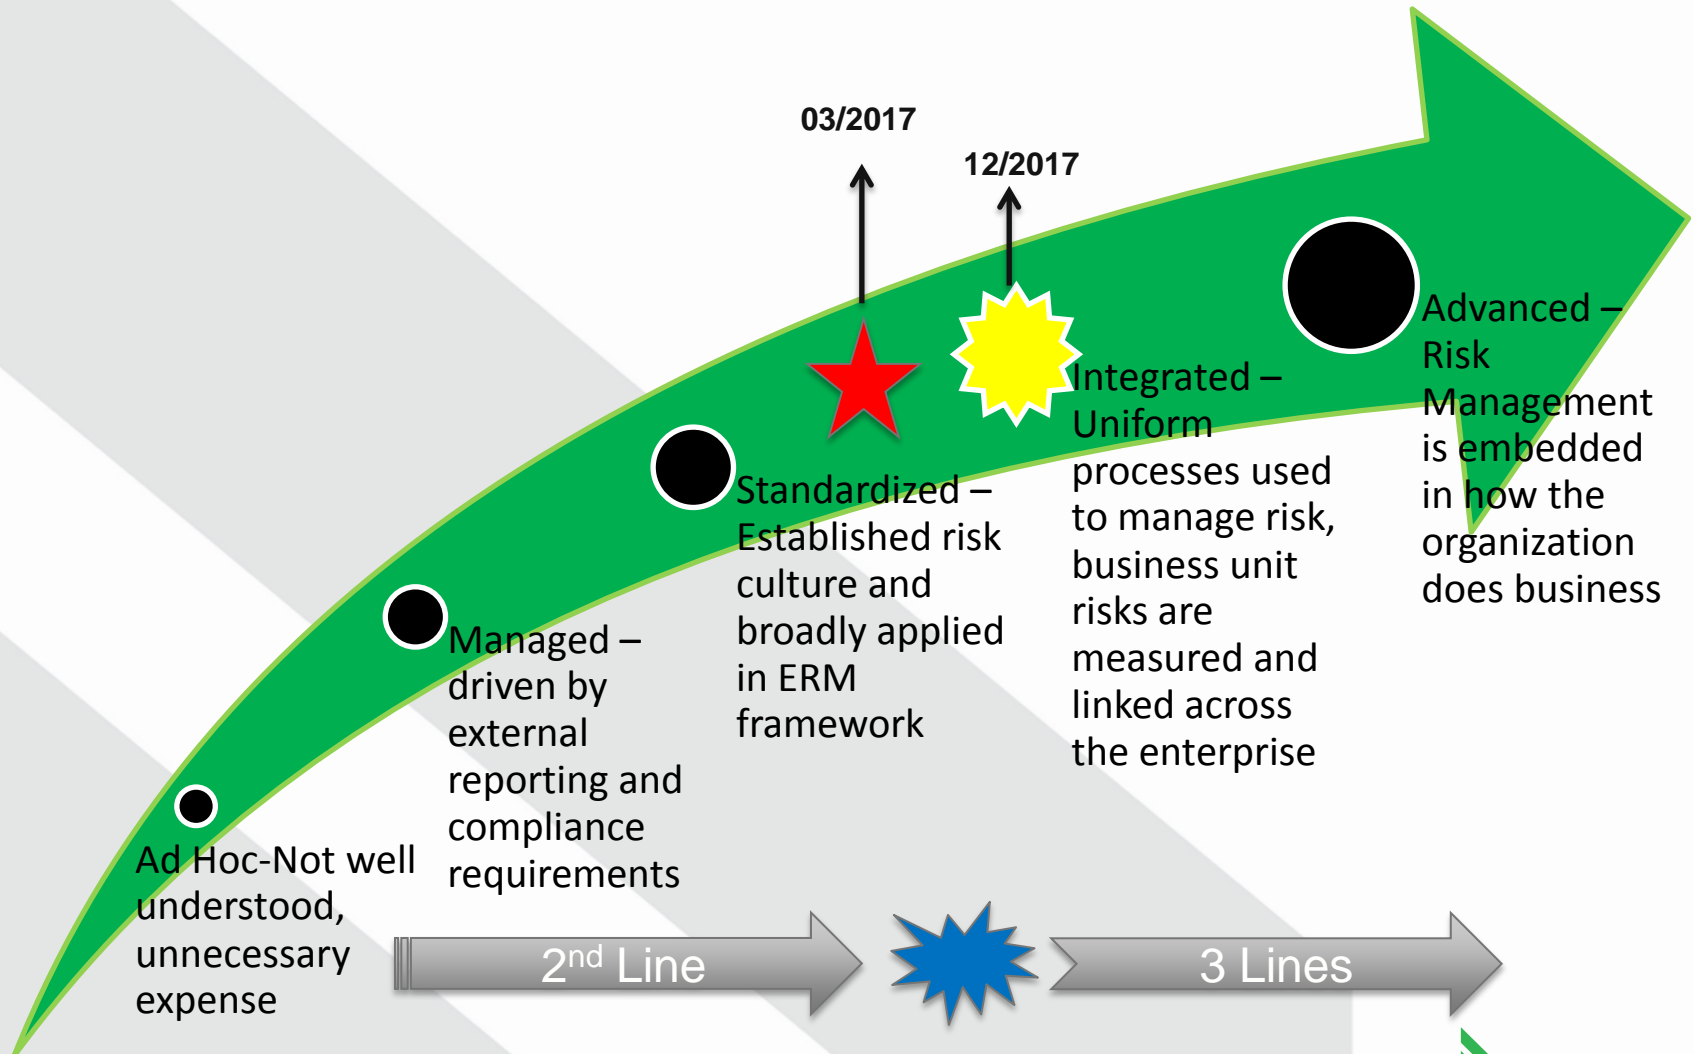 03/2017
12/2017
Advanced –
Risk
Management
is embedded
in how the
organization
does business
Integrated –
Uniform
processes used
to manage risk,
business unit
risks are
measured and
linked across
the enterprise
Standardized –
Established risk
culture and
broadly applied
in ERM
framework
Managed –
driven by
external
reporting and
compliance
requirements
Ad Hoc-Not well
understood,
unnecessary
expense
2nd Line
3 Lines